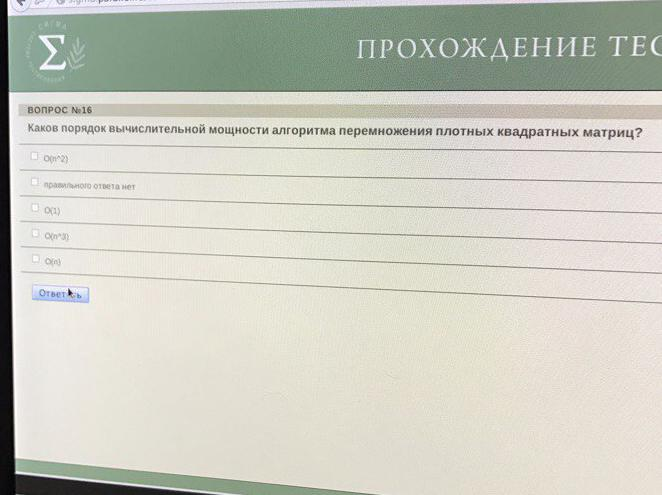 Σ
ПРОХОЖДЕНИЕ
ВОПРОС №16
Каков порядок вычислительной мощности алгоритма перемножения плотных квадратных матриц?
O(n^2)
правильного ответа нет
O(1)
O(n^3)
O(n)
Ответить